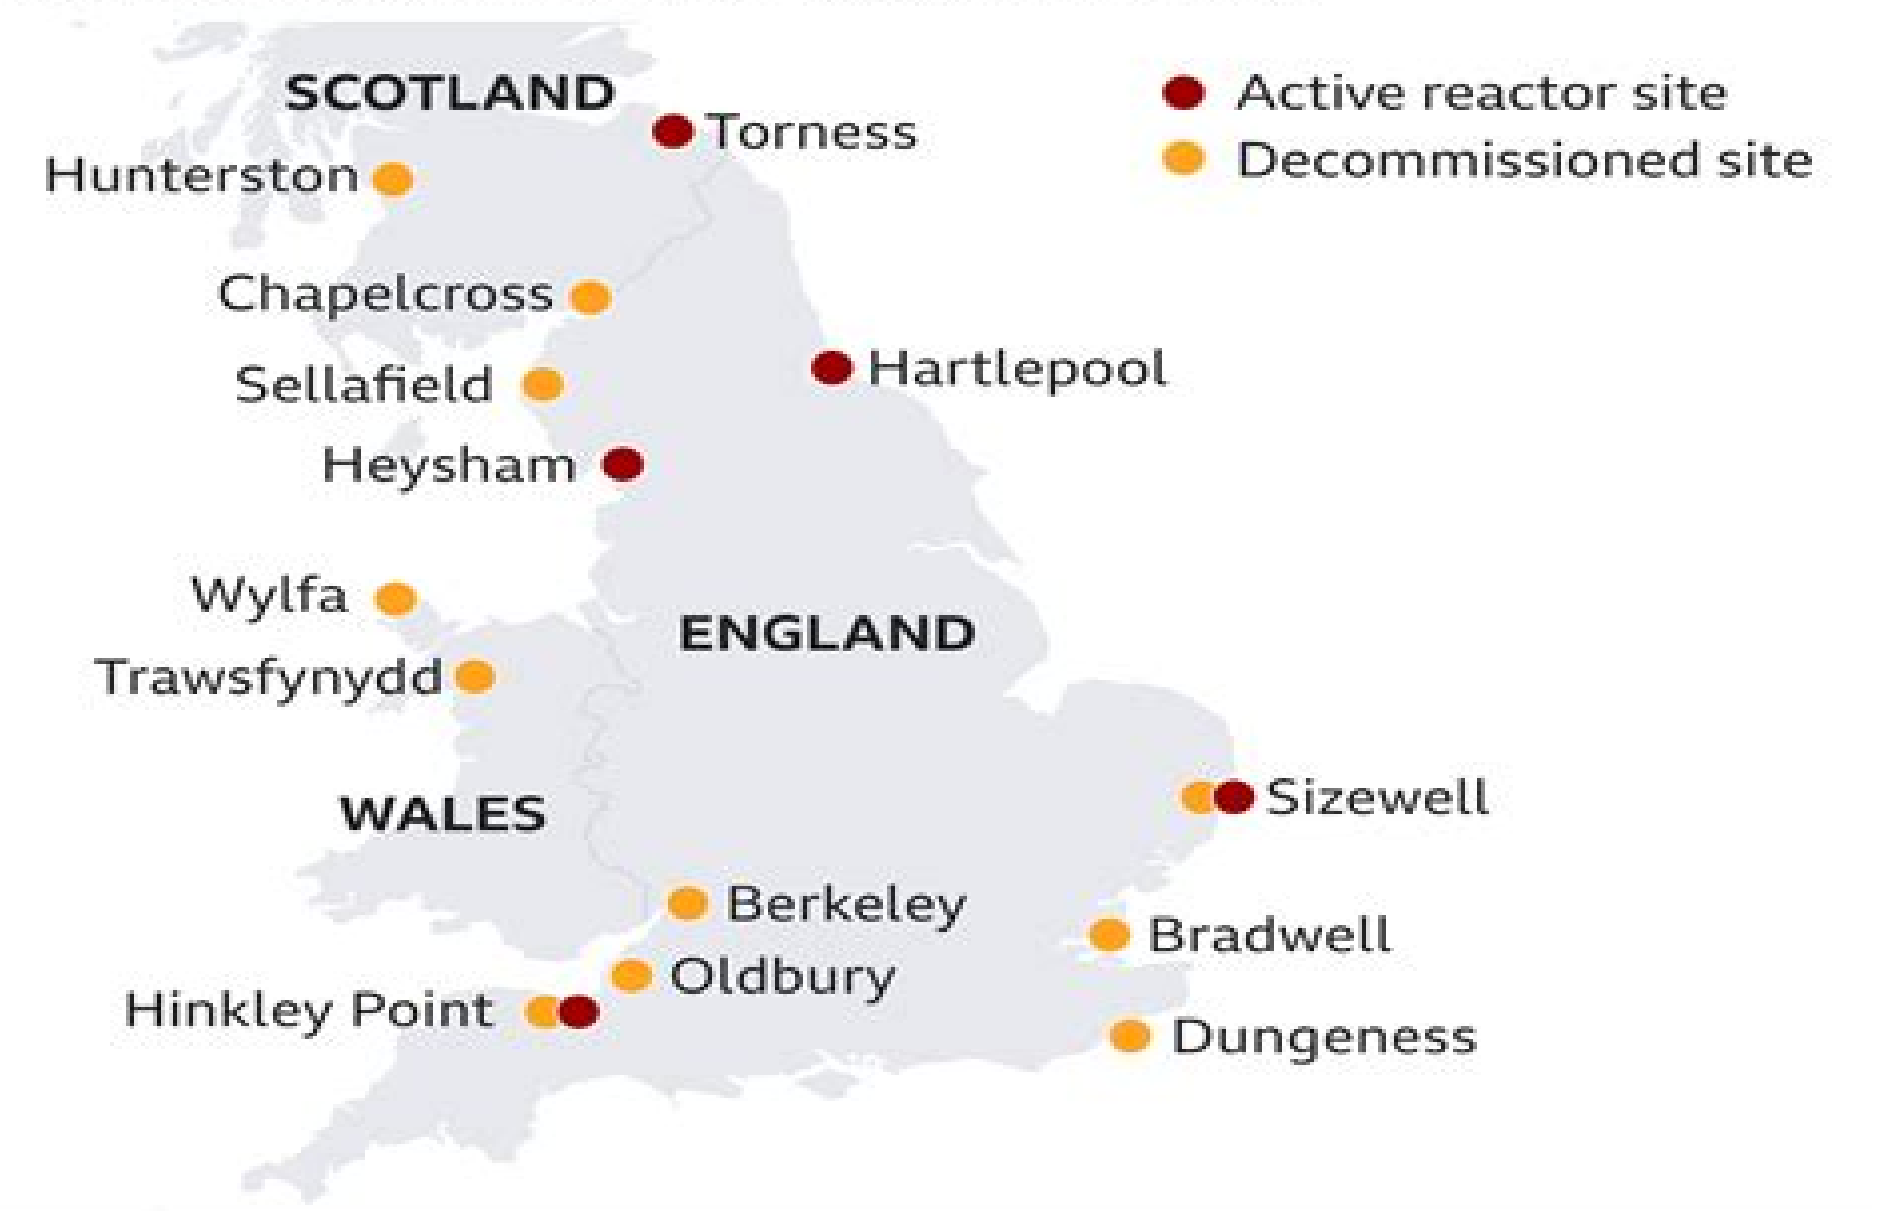 SCOTLAND
Active reactor site
Torness
Decommissioned site
Hunterston
Chapelcross
Hartlepool
Sellafield
Heysham
Wylfa
ENGLAND
Trawsfynydd
Sizewell
WALES
Berkeley
Bradwell
Oldbury
Hinkley Point
Dungeness